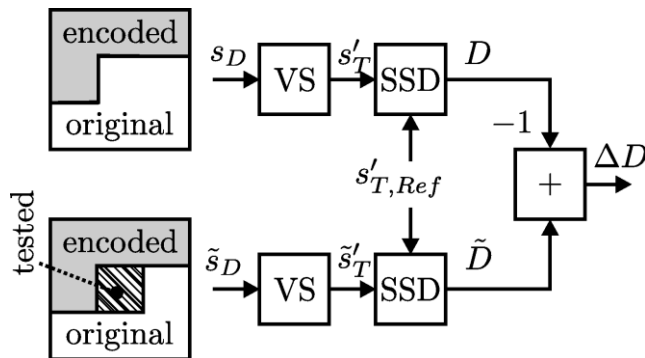 encoded
original
s_D
VS
s'_T
SSD
D
−1
s'_{T,Ref}
+
ΔD
tested
encoded
original
s̃_D
VS
s̃'_T
SSD
D̃